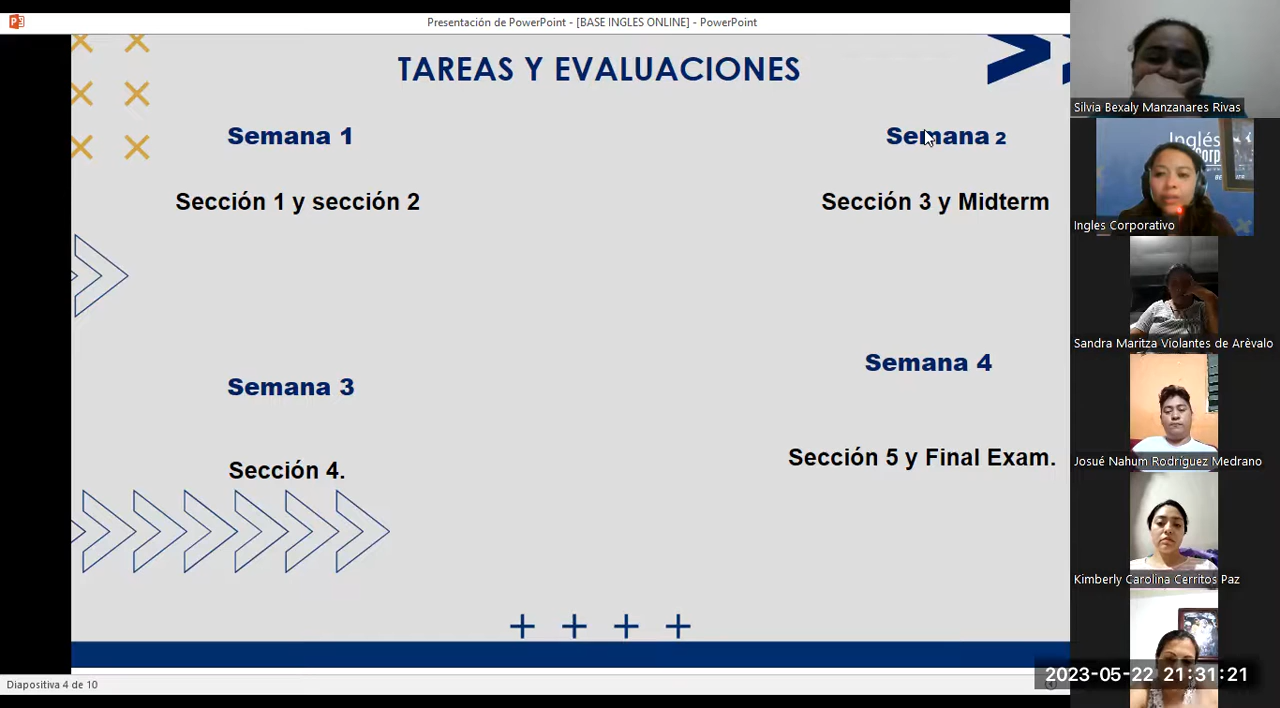 Presentación de PowerPoint - [BASE INGLES ONLINE] - PowerPoint
TAREAS Y EVALUACIONES
Semana 1
Semana 2
Sección 1 y sección 2
Sección 3 y Midterm
Semana 3
Semana 4
Sección 4.
Sección 5 y Final Exam.
Diapositiva 4 de 10
Silvia Bexaly Manzanares Rivas
Inglés
Corp
Ingles Corporativo
Sandra Maritza Violantes de Arèvalo
Josué Nahum Rodríguez Medrano
Kimberly Carolina Cerritos Paz
2023-05-22 21:31:21